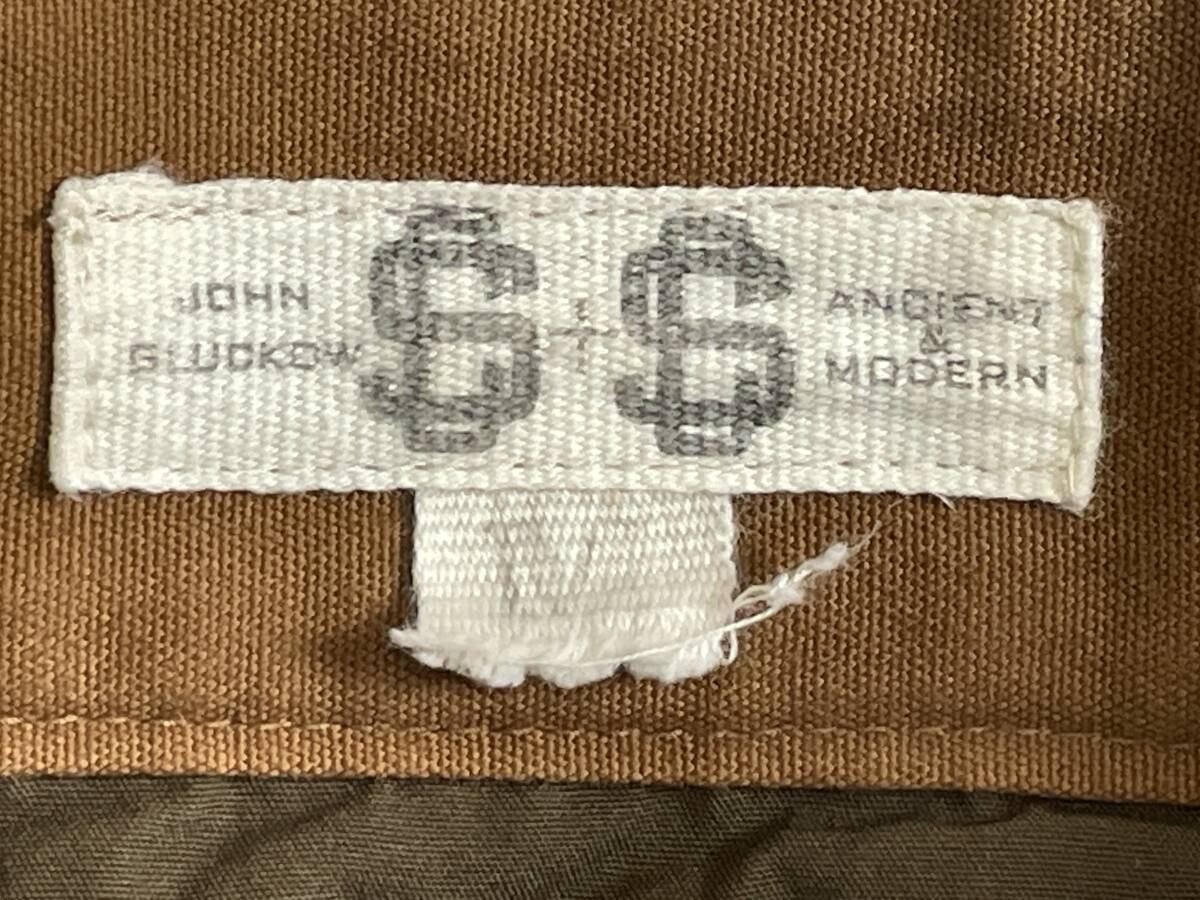 JOHN
GLUCKOW
S
S
ANCIENT
&
MODERN